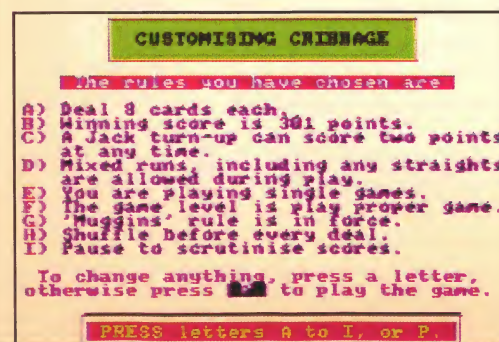 CUSTOMISING CRIBBAGE
The rules you have chosen are
A) Deal 8 cards each.
B) Winning score is 301 points.
C) A Jack turn-up can score two points
at any time.
D) Mixed runs, including any straights
are allowed during play.
E) You are playing single games.
F) The game level is play proper game.
G) 'Muggins' rule is in force.
H) Shuffle before every deal.
I) Pause to scrutinise scores.
To change anything, press a letter,
otherwise press to play the game.
PRESS letters A to I, or P.